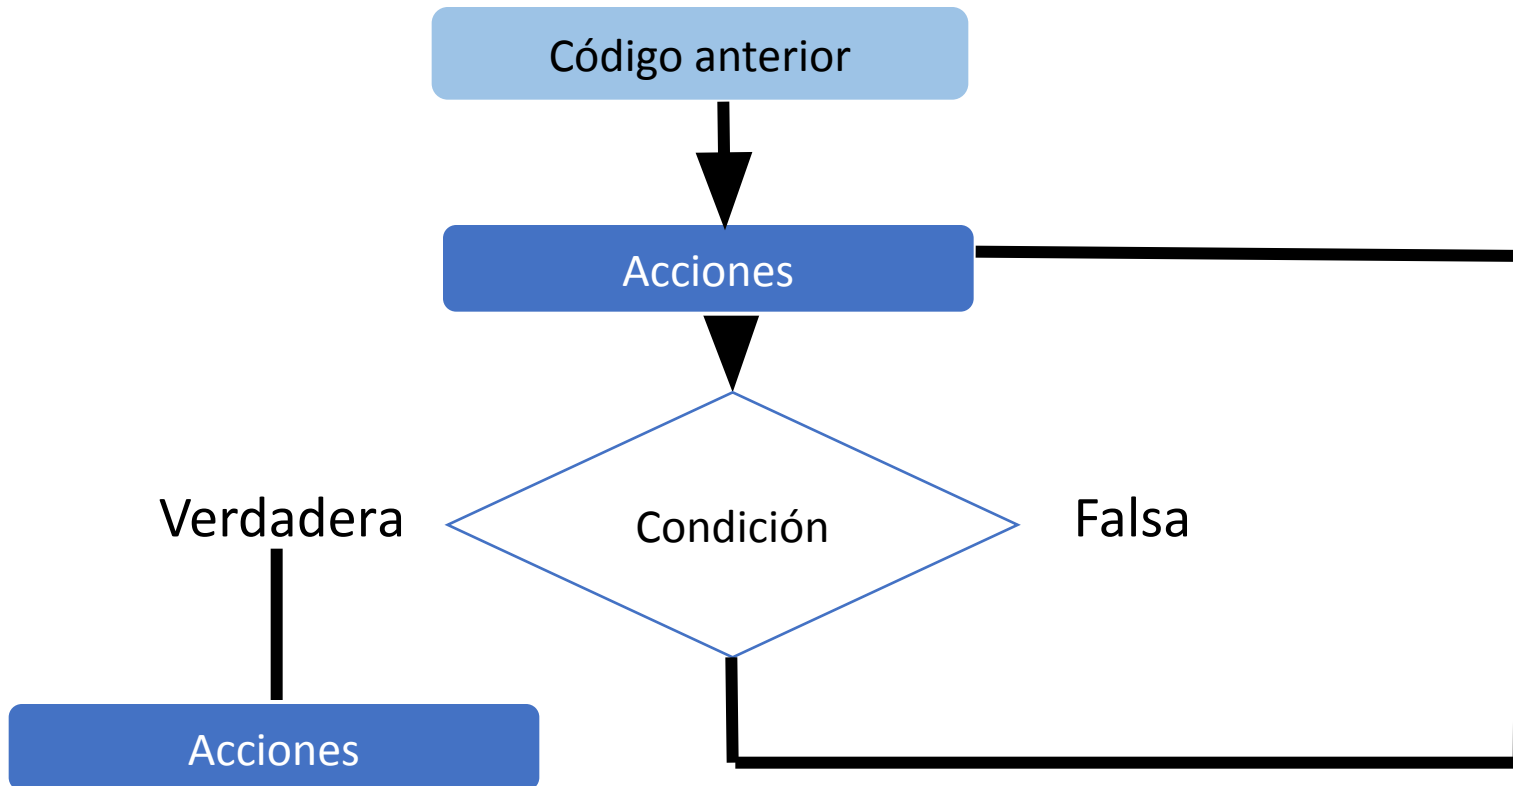 Código anterior
Acciones
Verdadera
Condición
Falsa
Acciones